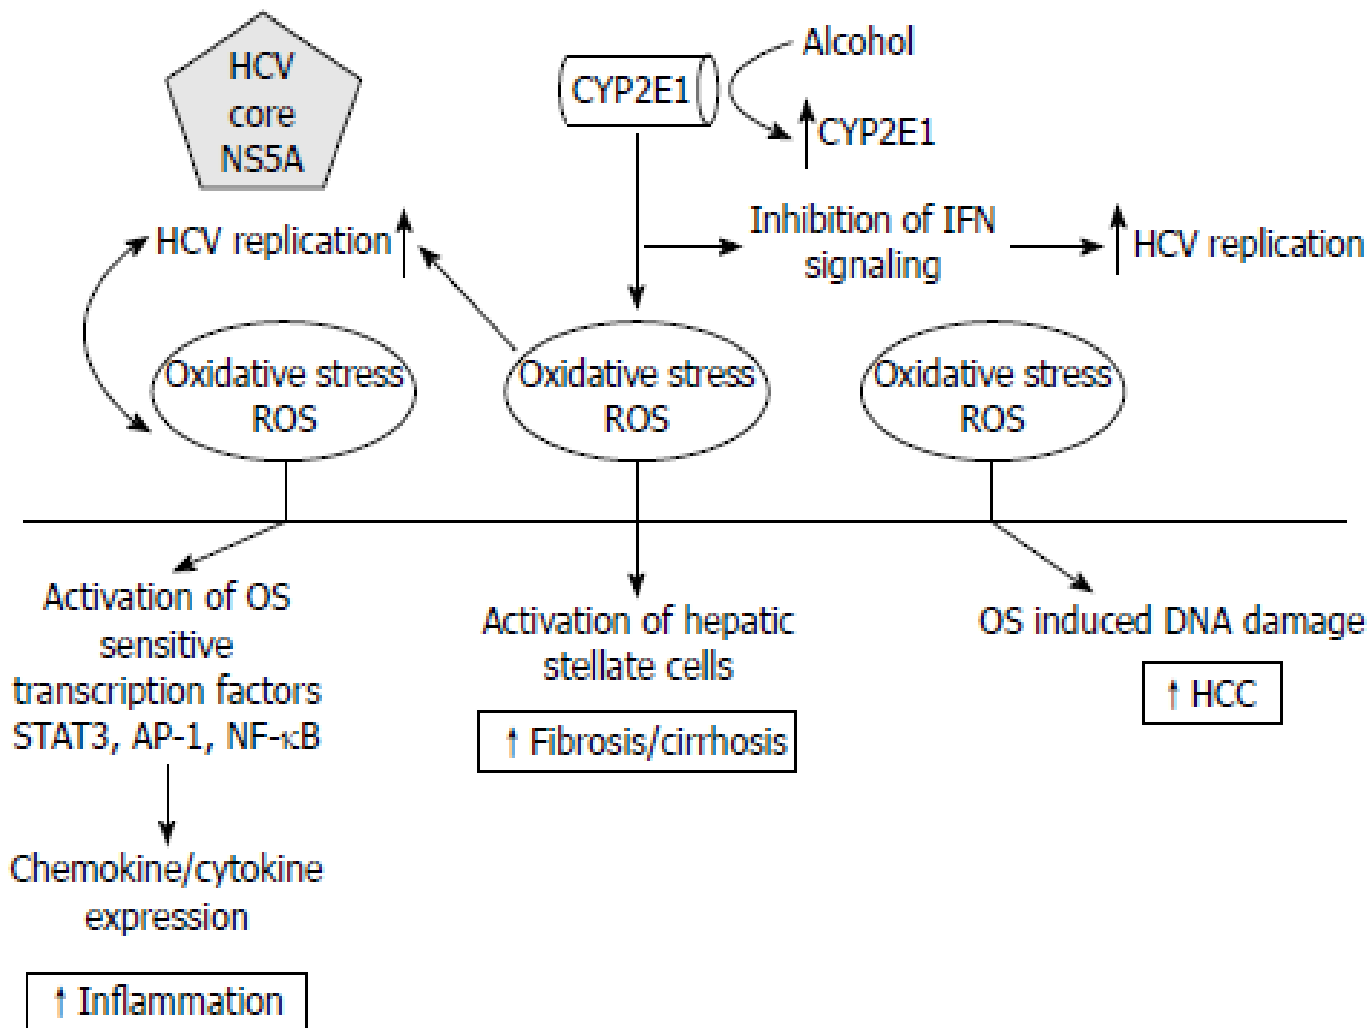 HCV
core
NS5A
CYP2E1
Alcohol
↑ CYP2E1
HCV replication ↑
Inhibition of IFN
signaling
↑ HCV replication
Oxidative stress
ROS
Oxidative stress
ROS
Oxidative stress
ROS
Activation of OS
sensitive
transcription factors
STAT3, AP-1, NF-κB
Chemokine/cytokine
expression
↑ Inflammation
Activation of hepatic
stellate cells
↑ Fibrosis/cirrhosis
OS induced DNA damage
↑ HCC